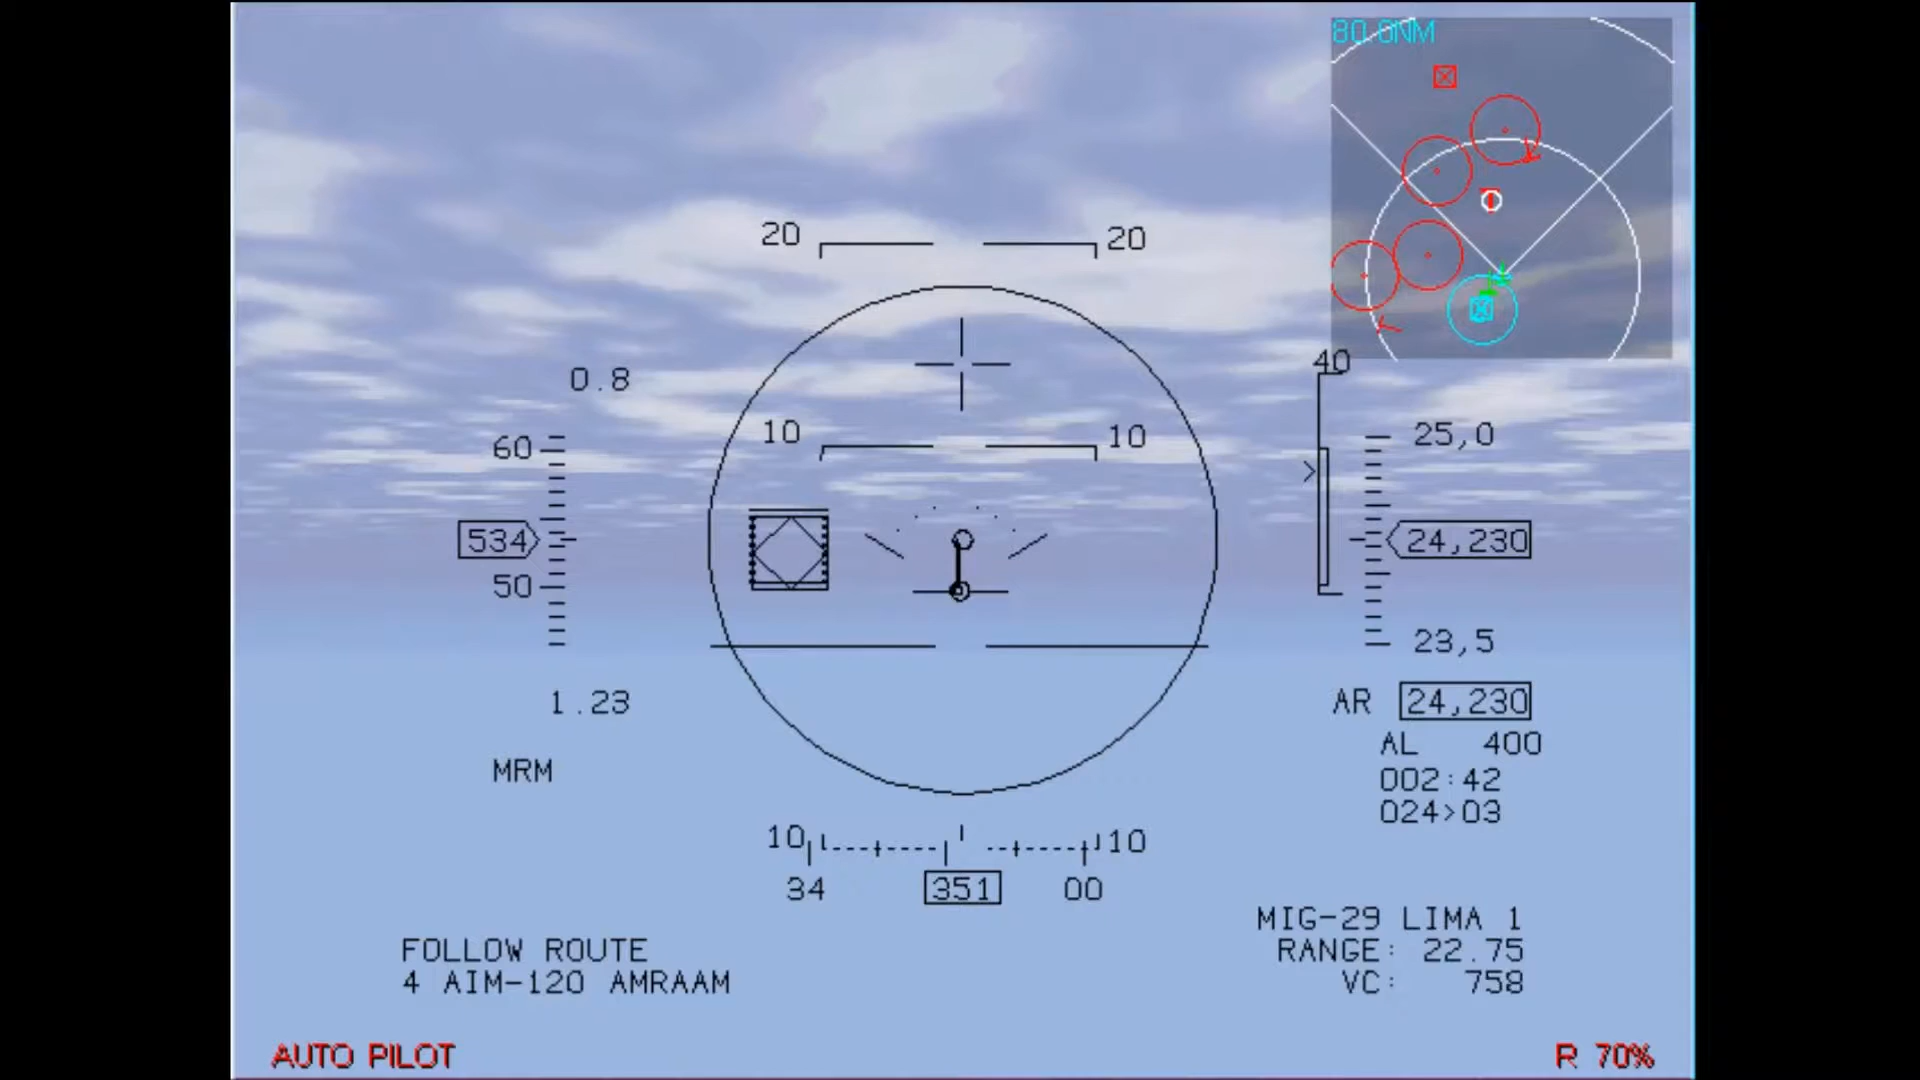 80.0NM
20 20
40
0.8
10 10
60 25,0
534 24,230
50
23,5
1.23 AR 24,230
AL 400
MRM 002:42
024>03
10 10
34 351 00
MIG-29 LIMA 1
FOLLOW ROUTE RANGE: 22.75
4 AIM-120 AMRAAM VC: 758
AUTO PILOT R 70%